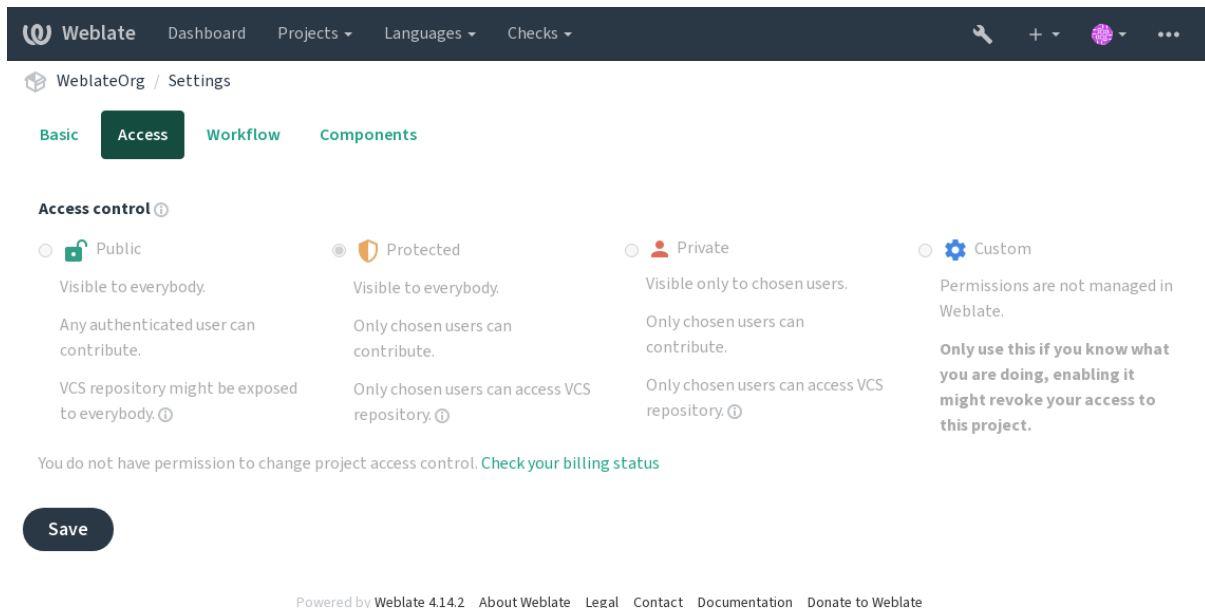 Weblate Dashboard Projects Languages Checks
WeblateOrg / Settings
Basic Access Workflow Components
Access control
Public
Visible to everybody.
Any authenticated user can
contribute.
VCS repository might be exposed
to everybody.
Protected
Visible to everybody.
Only chosen users can
contribute.
Only chosen users can access VCS
repository.
Private
Visible only to chosen users.
Only chosen users can
contribute.
Only chosen users can access VCS
repository.
Custom
Permissions are not managed in
Weblate.
Only use this if you know what
you are doing, enabling it
might revoke your access to
this project.
You do not have permission to change project access control. Check your billing status
Save
Powered by Weblate 4.14.2 About Weblate Legal Contact Documentation Donate to Weblate